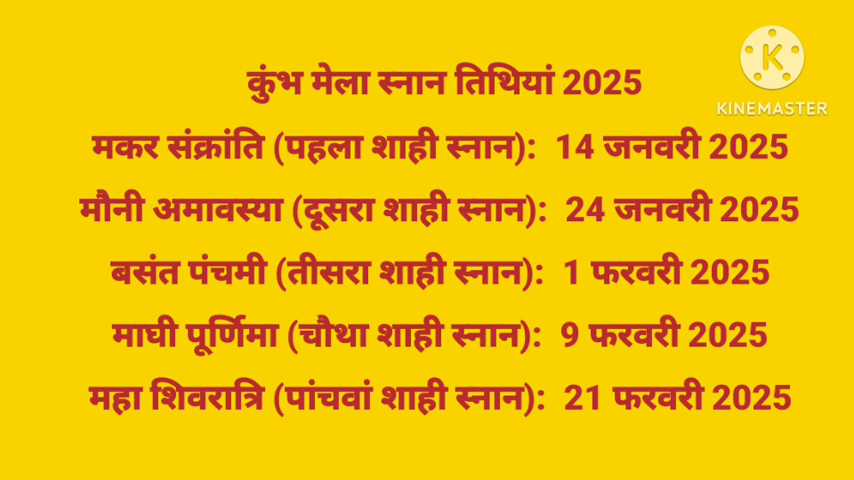 कुंभ मेला स्नान तिथियां 2025
KINEMASTER
मकर संक्रांति (पहला शाही स्नान): 14 जनवरी 2025
मौनी अमावस्या (दूसरा शाही स्नान): 24 जनवरी 2025
बसंत पंचमी (तीसरा शाही स्नान): 1 फरवरी 2025
माघी पूर्णिमा (चौथा शाही स्नान): 9 फरवरी 2025
महा शिवरात्रि (पांचवां शाही स्नान): 21 फरवरी 2025